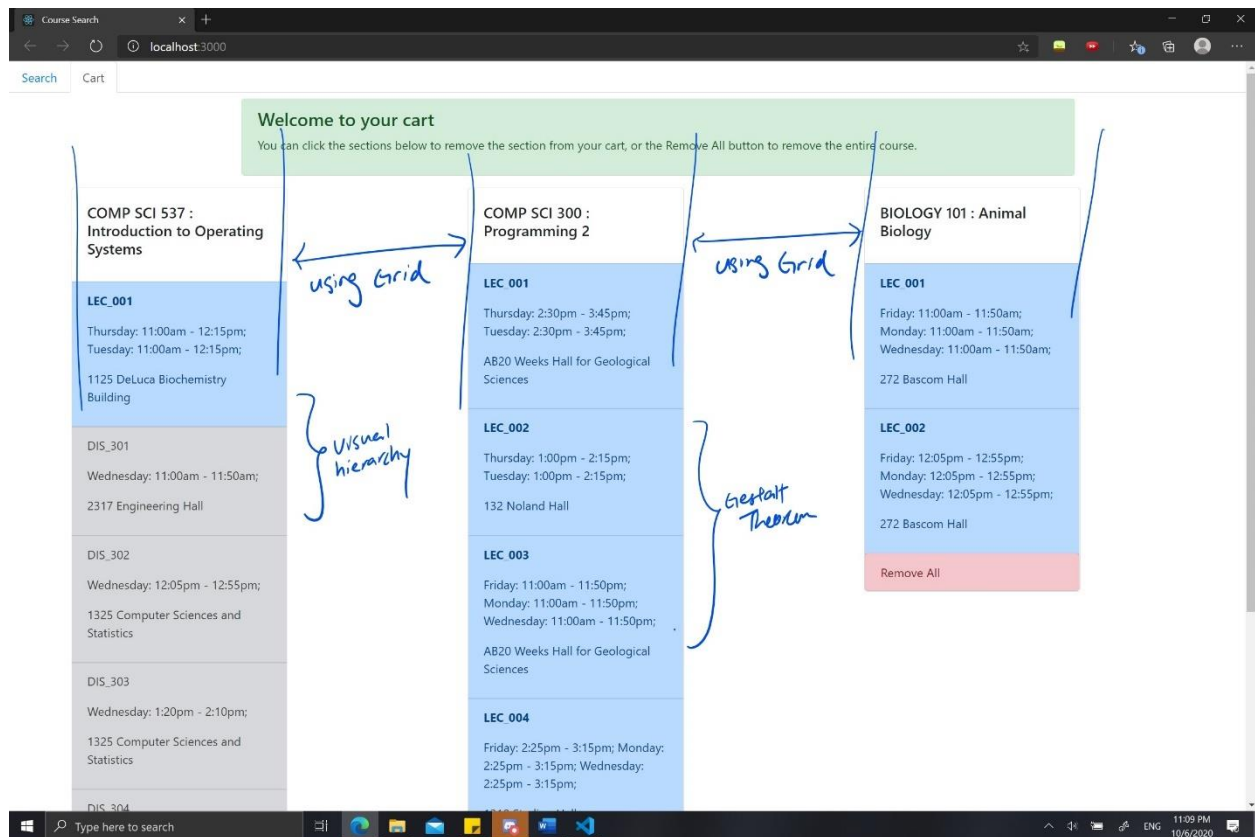 Course Search
localhost:3000
Search
Cart
Welcome to your cart
You can click the sections below to remove the section from your cart, or the Remove All button to remove the entire course.
COMP SCI 537 :
Introduction to Operating
Systems
LEC_001
Thursday: 11:00am - 12:15pm;
Tuesday: 11:00am - 12:15pm;
1125 DeLuca Biochemistry
Building
DIS_301
Wednesday: 11:00am - 11:50am;
2317 Engineering Hall
DIS_302
Wednesday: 12:05pm - 12:55pm;
1325 Computer Sciences and
Statistics
DIS_303
Wednesday: 1:20pm - 2:10pm;
1325 Computer Sciences and
Statistics
DIS_304
using Grid
visual
hierarchy
COMP SCI 300 :
Programming 2
LEC_001
Thursday: 2:30pm - 3:45pm;
Tuesday: 2:30pm - 3:45pm;
AB20 Weeks Hall for Geological
Sciences
LEC_002
Thursday: 1:00pm - 2:15pm;
Tuesday: 1:00pm - 2:15pm;
132 Noland Hall
LEC_003
Friday: 11:00am - 11:50pm;
Monday: 11:00am - 11:50pm;
Wednesday: 11:00am - 11:50pm;
AB20 Weeks Hall for Geological
Sciences
LEC_004
Friday: 2:25pm - 3:15pm; Monday:
2:25pm - 3:15pm; Wednesday:
2:25pm - 3:15pm;
using Grid
Gestalt
Theorem
BIOLOGY 101 : Animal
Biology
LEC_001
Friday: 11:00am - 11:50am;
Monday: 11:00am - 11:50am;
Wednesday: 11:00am - 11:50am;
272 Bascom Hall
LEC_002
Friday: 12:05pm - 12:55pm;
Monday: 12:05pm - 12:55pm;
Wednesday: 12:05pm - 12:55pm;
272 Bascom Hall
Remove All
Type here to search
ENG
11:09 PM
10/6/2020